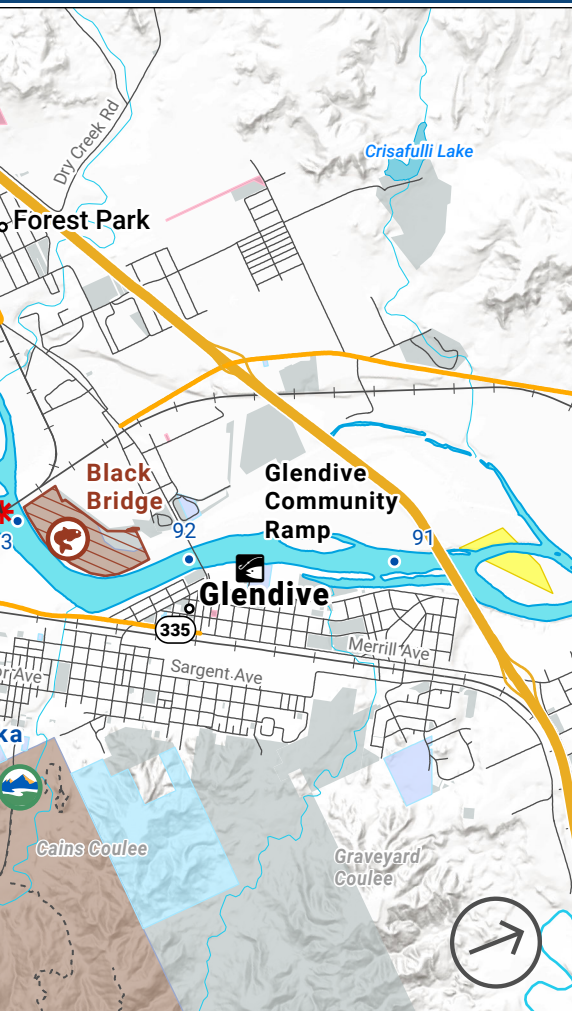 Dry Creek Rd
Crisafulli Lake
Forest Park
Black
Bridge
Glendive
Community
Ramp
92
91
Glendive
335
Merrill Ave
Sargent Ave
Cains Coulee
Graveyard
Coulee